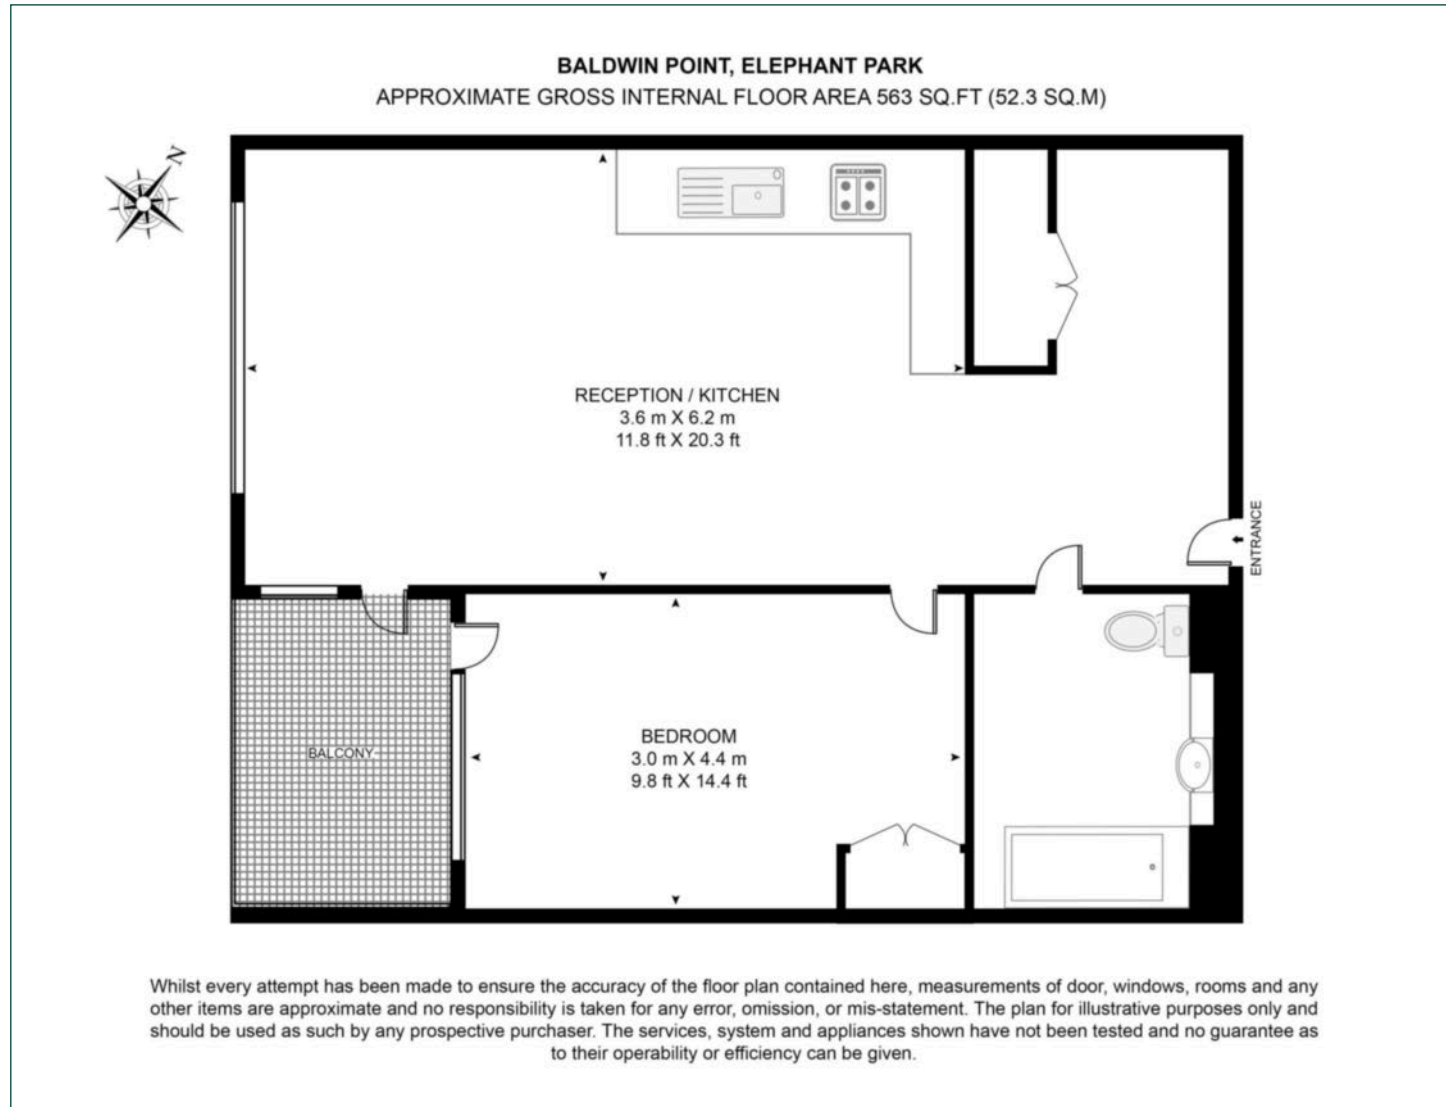 BALDWIN POINT, ELEPHANT PARK
APPROXIMATE GROSS INTERNAL FLOOR AREA 563 SQ.FT (52.3 SQ.M)
N
RECEPTION / KITCHEN
3.6 m X 6.2 m
11.8 ft X 20.3 ft
ENTRANCE
BALCONY
BEDROOM
3.0 m X 4.4 m
9.8 ft X 14.4 ft
Whilst every attempt has been made to ensure the accuracy of the floor plan contained here, measurements of door, windows, rooms and any
other items are approximate and no responsibility is taken for any error, omission, or mis-statement. The plan for illustrative purposes only and
should be used as such by any prospective purchaser. The services, system and appliances shown have not been tested and no guarantee as
to their operability or efficiency can be given.